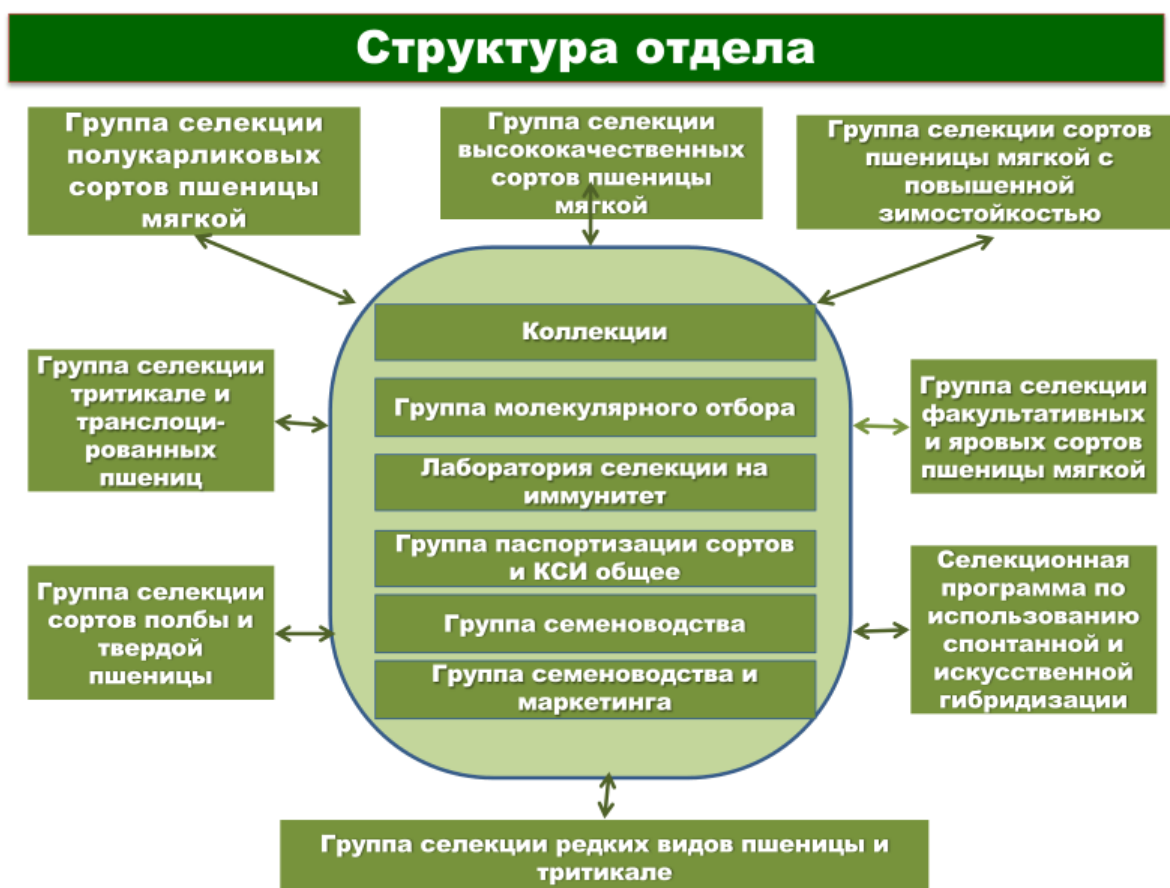 Структура отдела
Группа селекции
полукарликовых
сортов пшеницы
мягкой
Группа селекции
высококачественных
сортов пшеницы
мягкой
Группа селекции сортов
пшеницы мягкой с
повышенной
зимостойкостью
Коллекции
Группа молекулярного отбора
Лаборатория селекции на
иммунитет
Группа паспортизации сортов
и КСИ общее
Группа семеноводства
Группа семеноводства и
маркетинга
Группа селекции
тритикале и
транслоци-
рованных
пшениц
Группа селекции
факультативных
и яровых сортов
пшеницы мягкой
Группа селекции
сортов полбы и
твердой
пшеницы
Селекционная
программа по
использованию
спонтанной и
искусственной
гибридизации
Группа селекции редких видов пшеницы и
тритикале